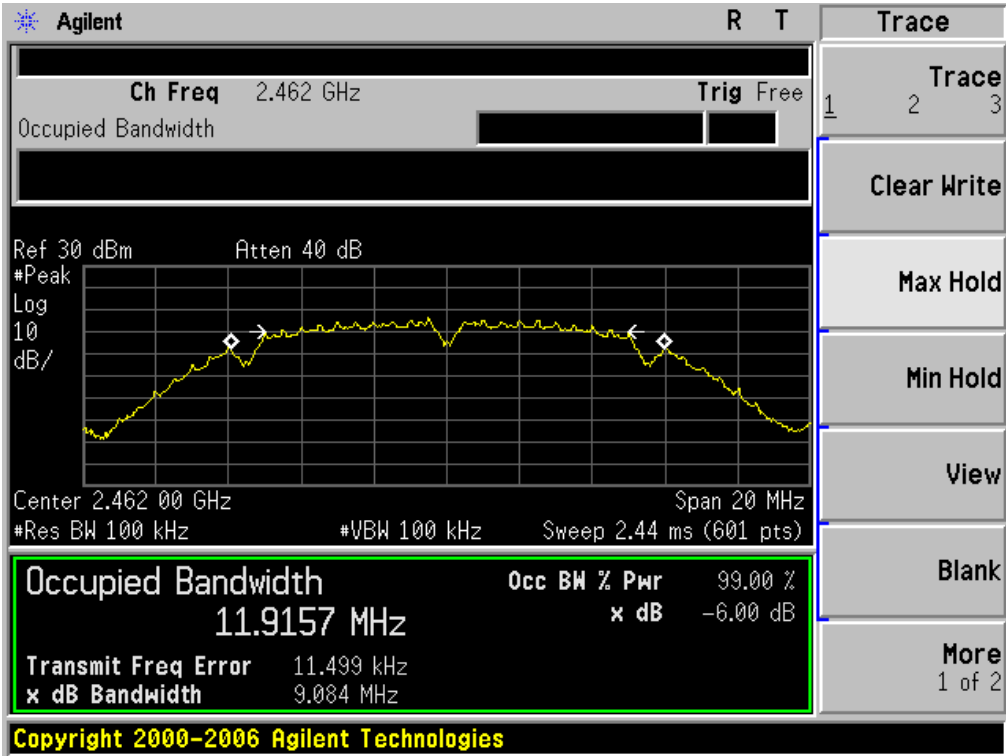 Agilent R T Trace
Ch Freq 2.462 GHz Trig Free
Occupied Bandwidth
Trace
1 2 3
Clear Write
Max Hold
Min Hold
View
Blank
More
1 of 2
Ref 30 dBm Atten 40 dB
#Peak
Log
10
dB/
Center 2.462 00 GHz Span 20 MHz
#Res BW 100 kHz #VBW 100 kHz Sweep 2.44 ms (601 pts)
Occupied Bandwidth Occ BW % Pwr 99.00 %
11.9157 MHz x dB -6.00 dB
Transmit Freq Error 11.499 kHz
x dB Bandwidth 9.084 MHz
Copyright 2000-2006 Agilent Technologies